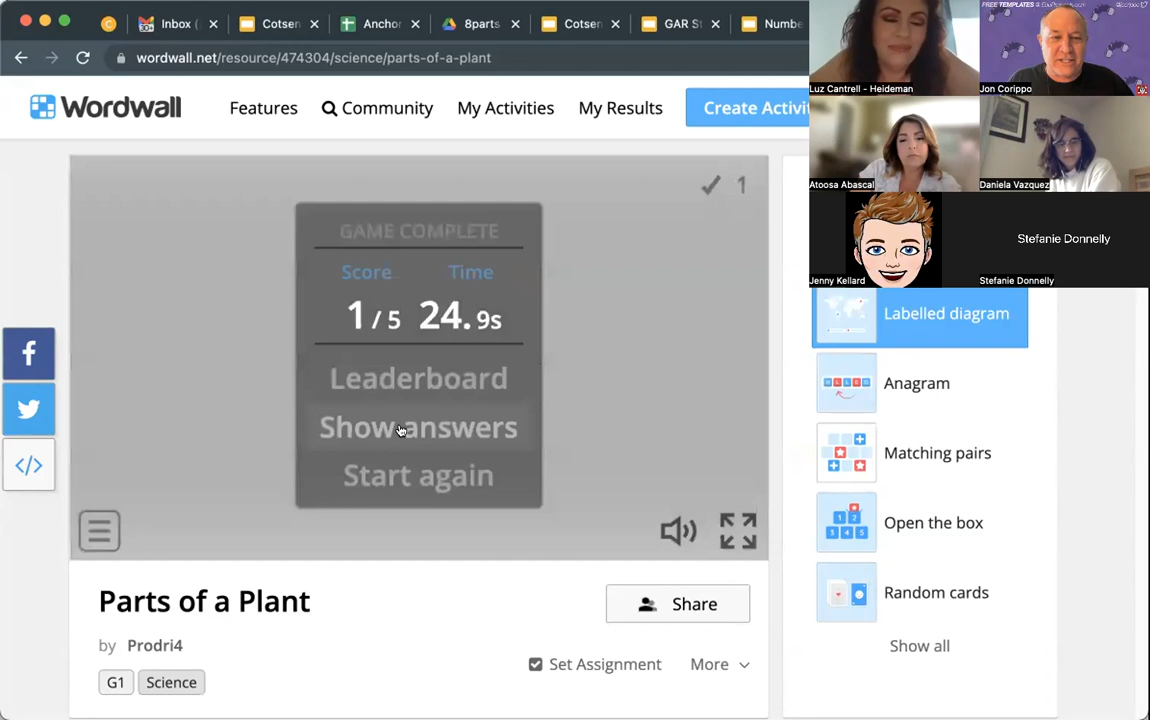 Inbox (
Cotsen
Anchor
8parts
Cotsen
GAR S
Numbe
wordwall.net/resource/474304/science/parts-of-a-plant
Wordwall
Features
Community
My Activities
My Results
Create Activi
FREE TEMPLATES
Luz Cantrell - Heideman
Jon Corippo
Atoosa Abascal
Daniela Vazquez
Jenny Kellard
Stefanie Donnelly
Stefanie Donnelly
1
GAME COMPLETE
Score Time
1/5 24.9s
Leaderboard
Show answers
Start again
Labelled diagram
Anagram
Matching pairs
Open the box
Random cards
Show all
Parts of a Plant
Share
by Prodri4
Set Assignment
More
G1 Science